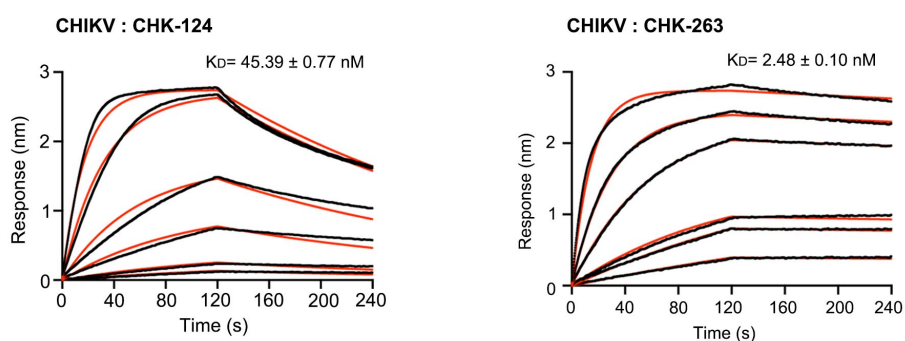 CHIKV : CHK-124
KD= 45.39 ± 0.77 nM
3
2
1
0
Response (nm)
0 40 80 120 160 200 240
Time (s)
CHIKV : CHK-263
KD= 2.48 ± 0.10 nM
3
2
1
0
Response (nm)
0 40 80 120 160 200 240
Time (s)